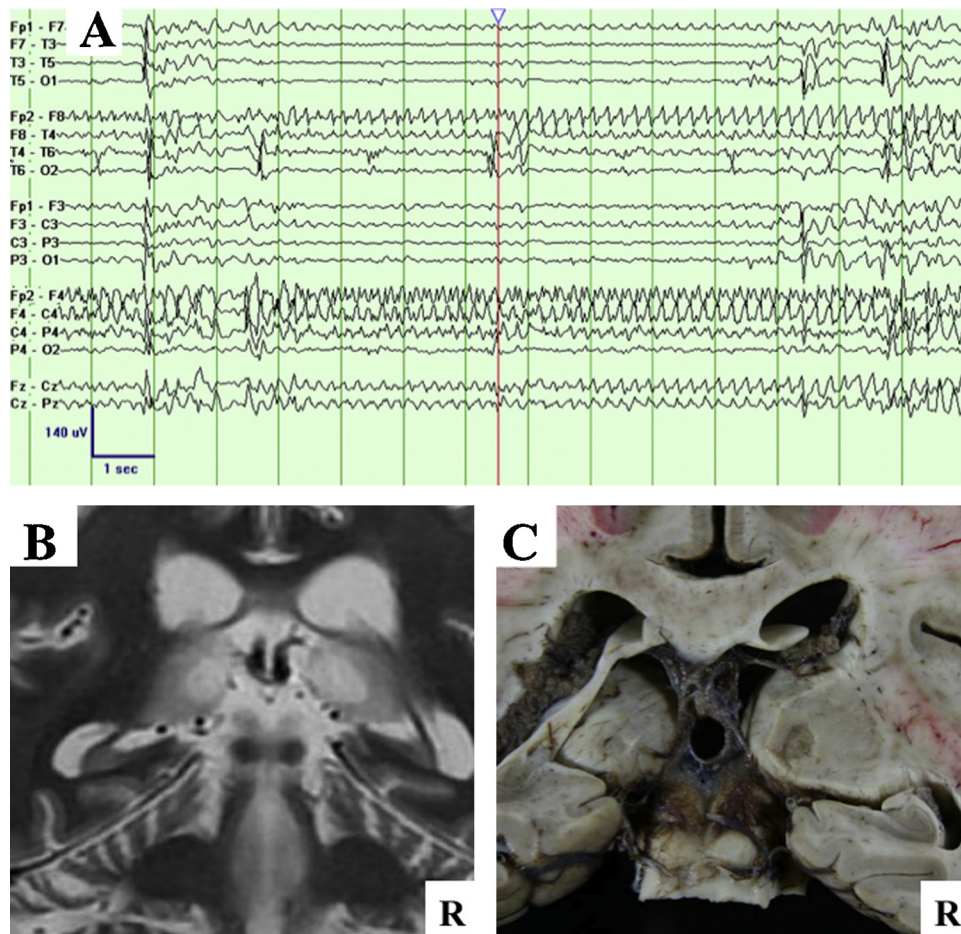 A
Fp1 - F7
F7 - T3
T3 - T5
T5 - O1
Fp2 - F8
F8 - T4
T4 - T6
T6 - O2
Fp1 - F3
F3 - C3
C3 - P3
P3 - O1
Fp2 - F4
F4 - C4
C4 - P4
P4 - O2
Fz - Cz
Cz - Pz
140 uV
1 sec
B
R
C
R